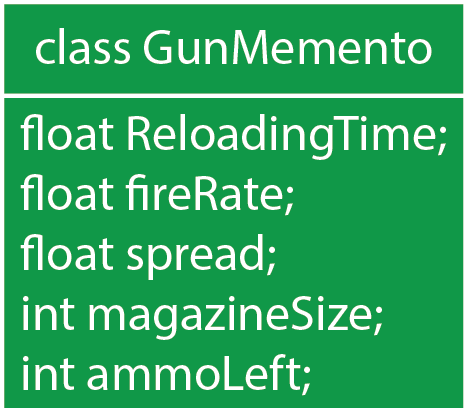 class GunMemento
float ReloadingTime;
float fireRate;
float spread;
int magazineSize;
int ammoLeft;